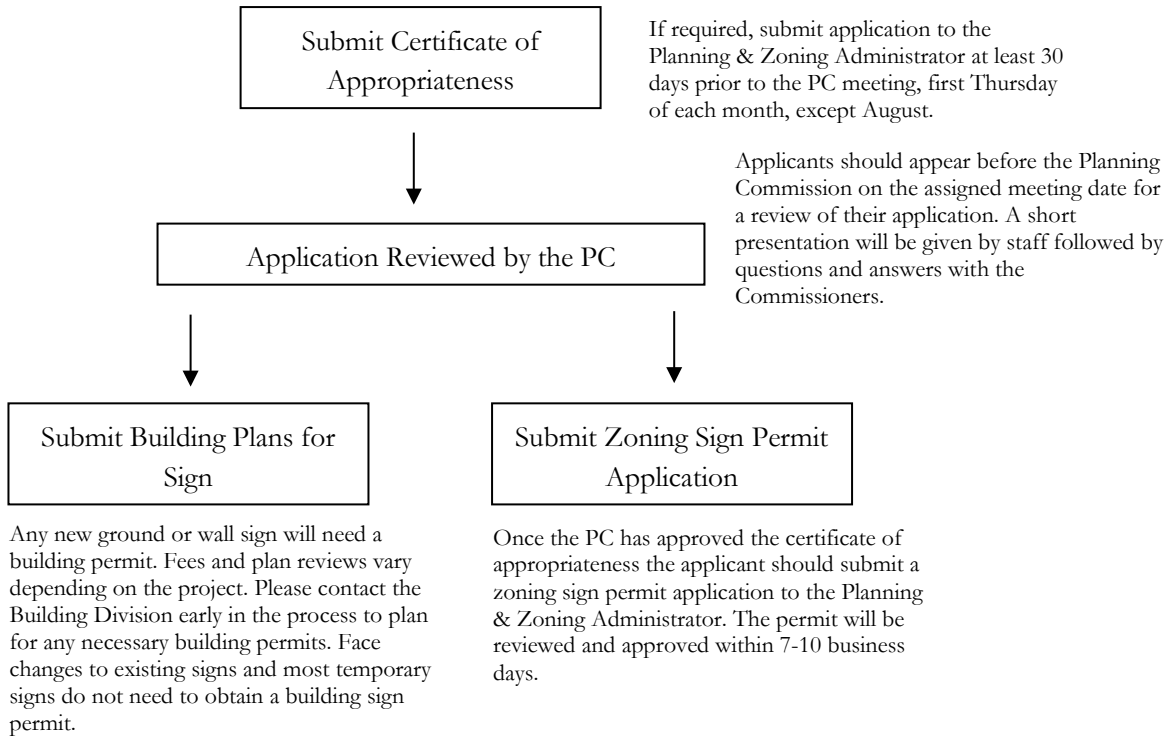 Submit Certificate of
Appropriateness
If required, submit application to the
Planning & Zoning Administrator at least 30
days prior to the PC meeting, first Thursday
of each month, except August.
Application Reviewed by the PC
Applicants should appear before the Planning
Commission on the assigned meeting date for
a review of their application. A short
presentation will be given by staff followed by
questions and answers with the
Commissioners.
Submit Building Plans for
Sign
Any new ground or wall sign will need a
building permit. Fees and plan reviews vary
depending on the project. Please contact the
Building Division early in the process to plan
for any necessary building permits. Face
changes to existing signs and most temporary
signs do not need to obtain a building sign
permit.
Submit Zoning Sign Permit
Application
Once the PC has approved the certificate of
appropriateness the applicant should submit a
zoning sign permit application to the Planning
& Zoning Administrator. The permit will be
reviewed and approved within 7-10 business
days.